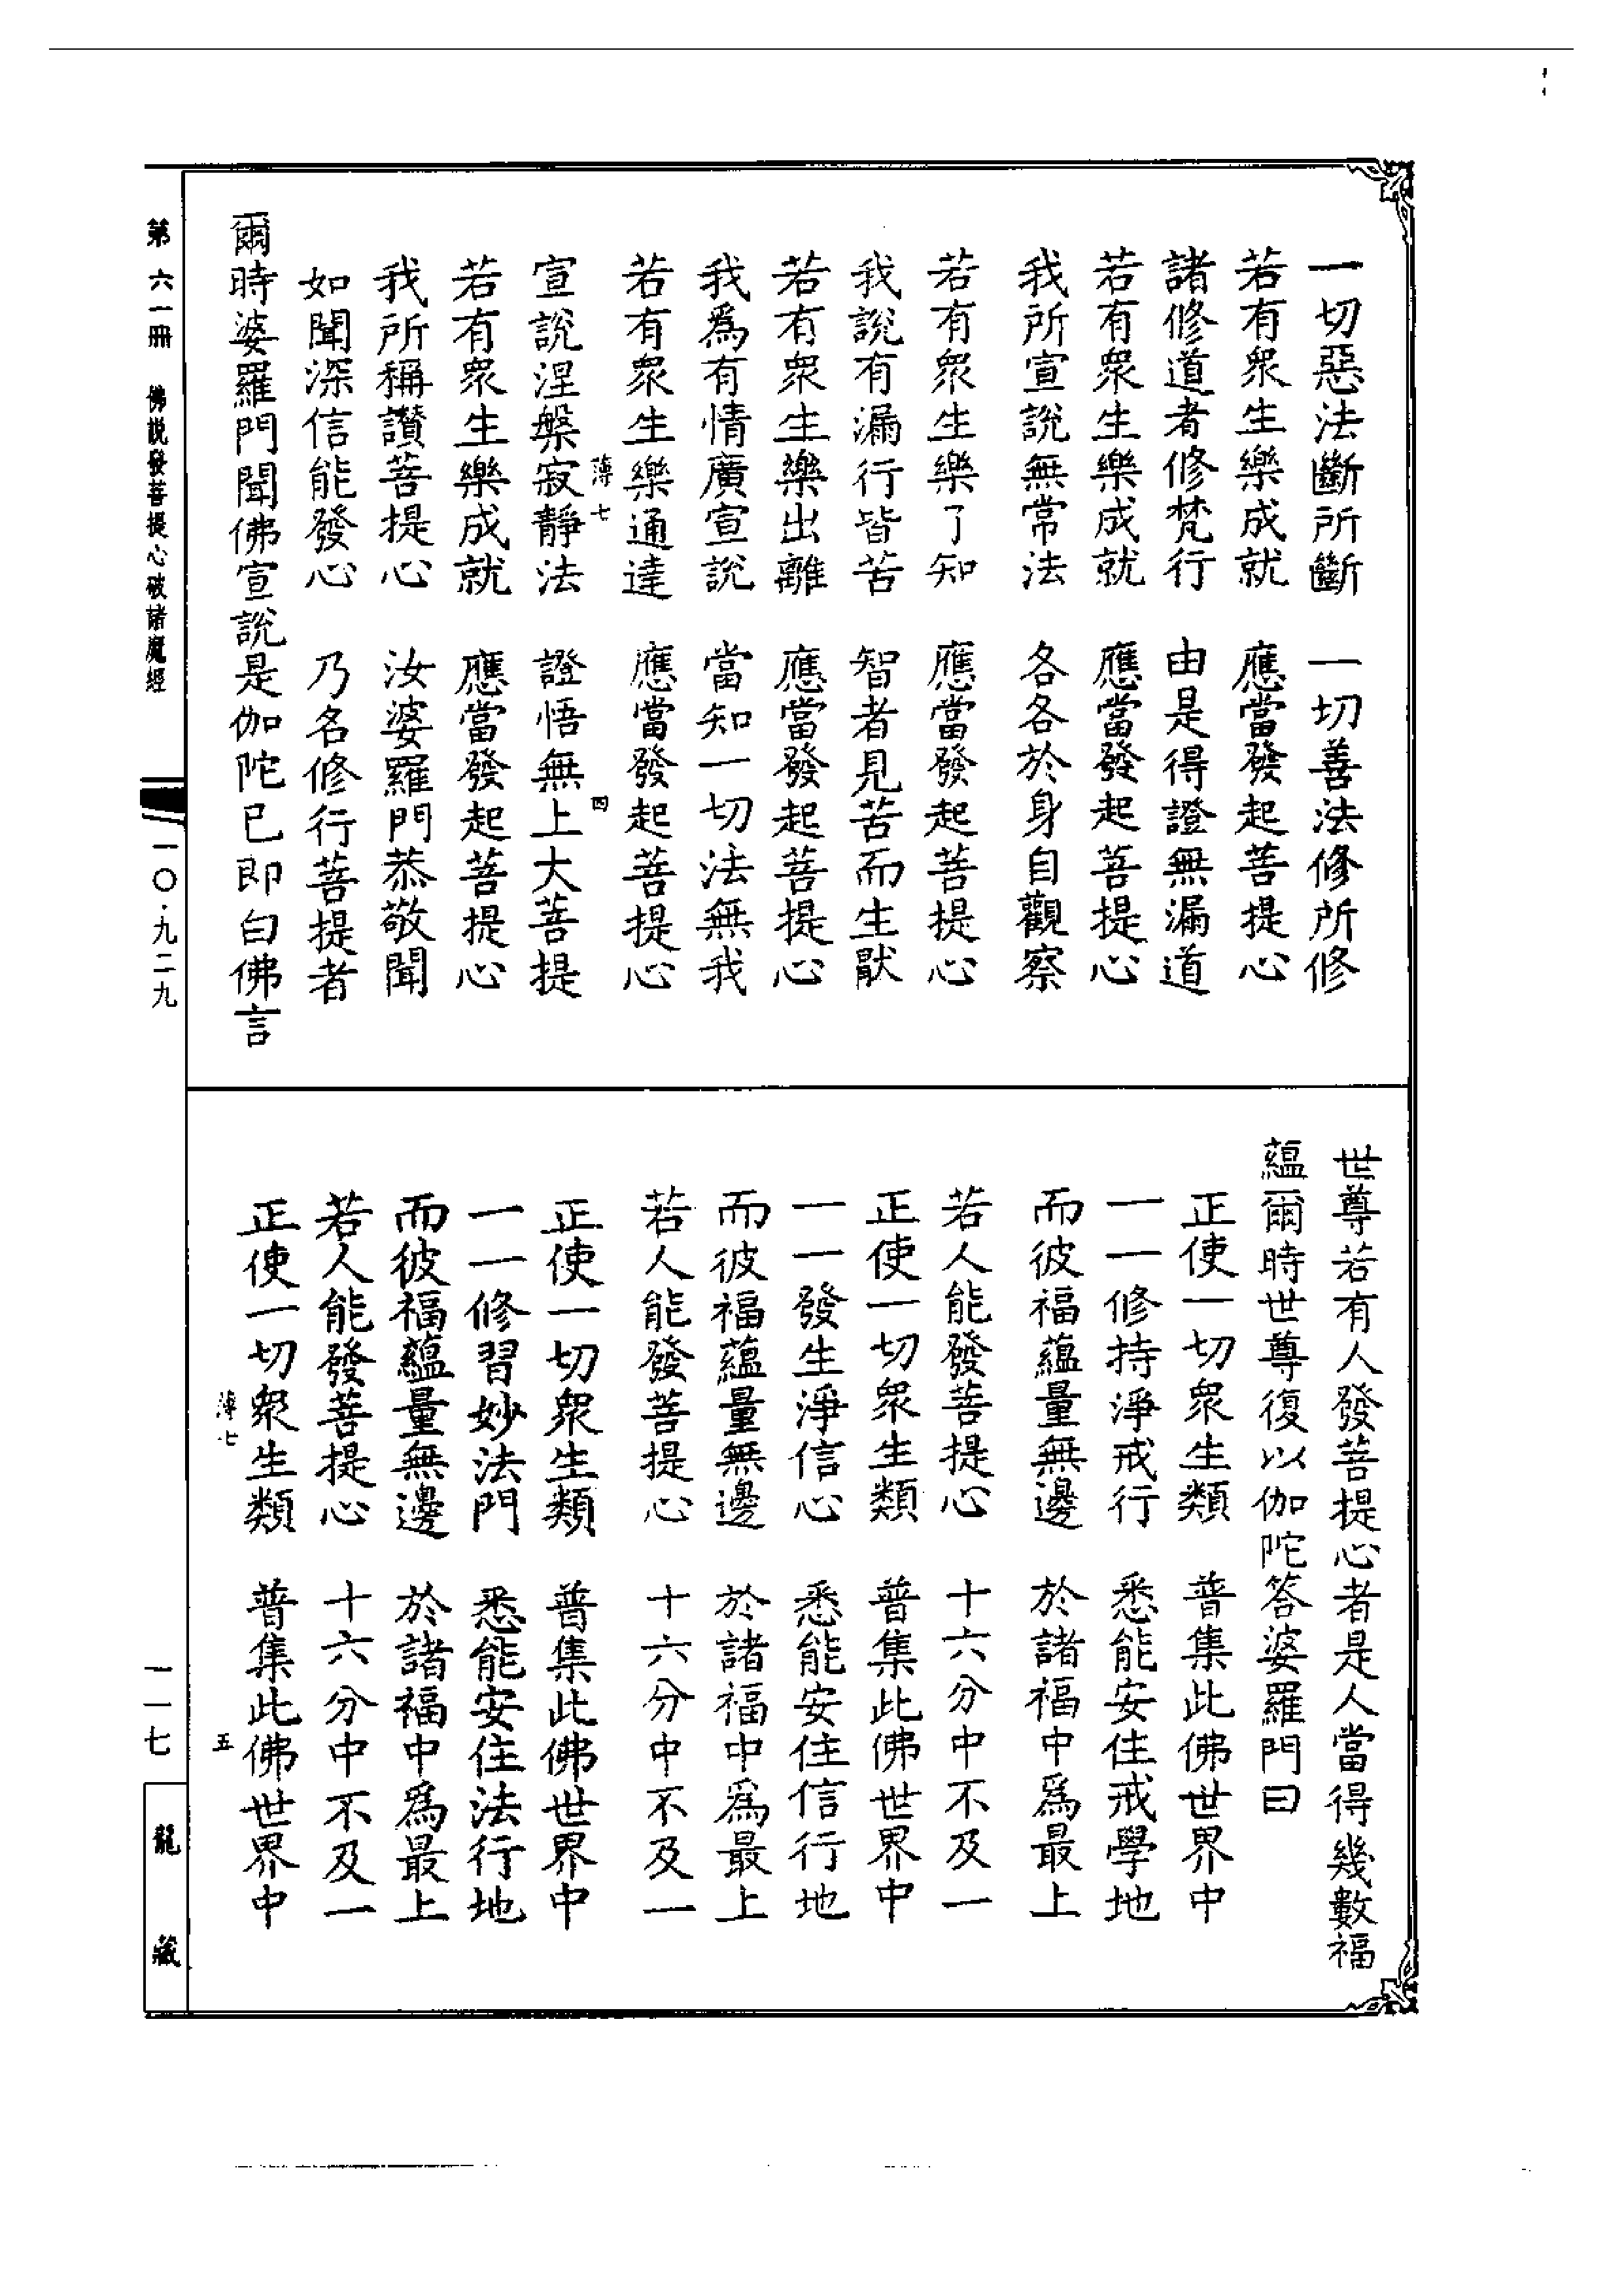 一切惡法斷所斷　一切善法修所修
若有衆生樂成就　應當發起菩提心
諸修道者修梵行　由是得證無漏道
若有衆生樂成就　應當發起菩提心
我所宣說無常法　各各於身自觀察
若有衆生樂了知　應當發起菩提心
我說有漏行皆苦　智者見苦而生猒
若有衆生樂出離　應當發起菩提心
我爲有情廣宣說　當知一切法無我
若有衆生樂通達　應當發起菩提心
薄七　四
宣說涅槃寂靜法　證悟無上大菩提
若有衆生樂成就　應當發起菩提心
我所稱讚菩提心　汝婆羅門恭敬聞
如聞深信能發心　乃名修行菩提者
爾時婆羅門聞佛宣說是伽陀已即白佛言
世尊若有人發菩提心者是人當得幾數福
蘊爾時世尊復以伽陀答婆羅門曰
正使一切衆生類　普集此佛世界中
一一修持淨戒行　悉能安住戒學地
而彼福蘊量無邊　於諸福中爲最上
若人能發菩提心　十六分中不及一
正使一切衆生類　普集此佛世界中
一一發生淨信心　悉能安住信行地
而彼福蘊量無邊　於諸福中爲最上
若人能發菩提心　十六分中不及一
正使一切衆生類　普集此佛世界中
一一修習妙法門　悉能安住法行地
而彼福蘊量無邊　於諸福中爲最上
若人能發菩提心　十六分中不及一
正使一切衆生類　普集此佛世界中
薄七　五
第六一冊　佛説發菩提心破諸魔經　一〇·九二九
一一七　龍藏